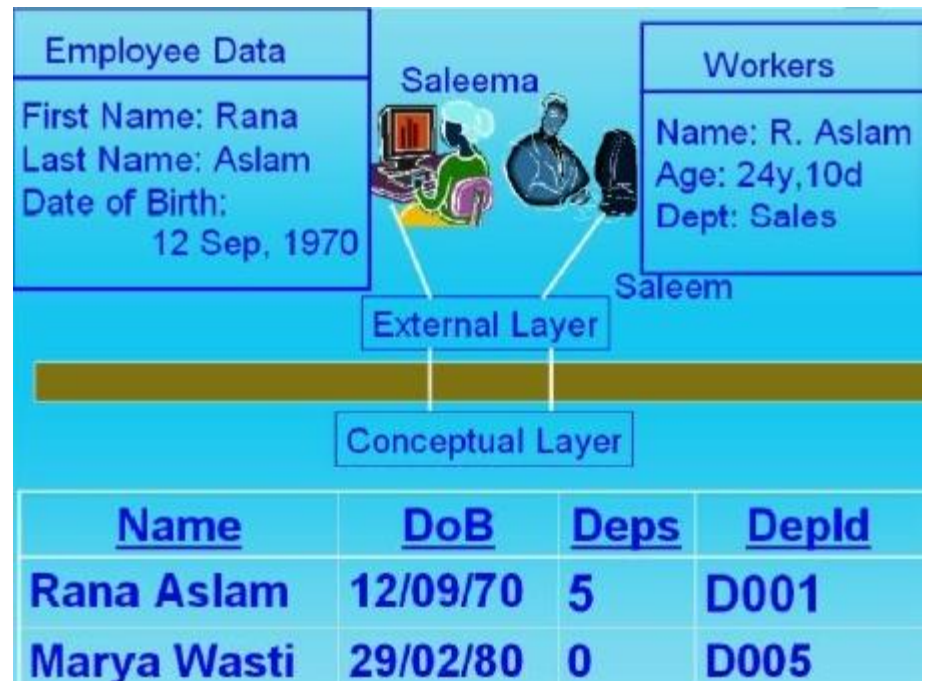 Employee Data
First Name: Rana
Last Name: Aslam
Date of Birth:
12 Sep, 1970
Saleema
Workers
Name: R. Aslam
Age: 24y,10d
Dept: Sales
Saleem
External Layer
Conceptual Layer
Name DoB Deps DepId
Rana Aslam 12/09/70 5 D001
Marya Wasti 29/02/80 0 D005